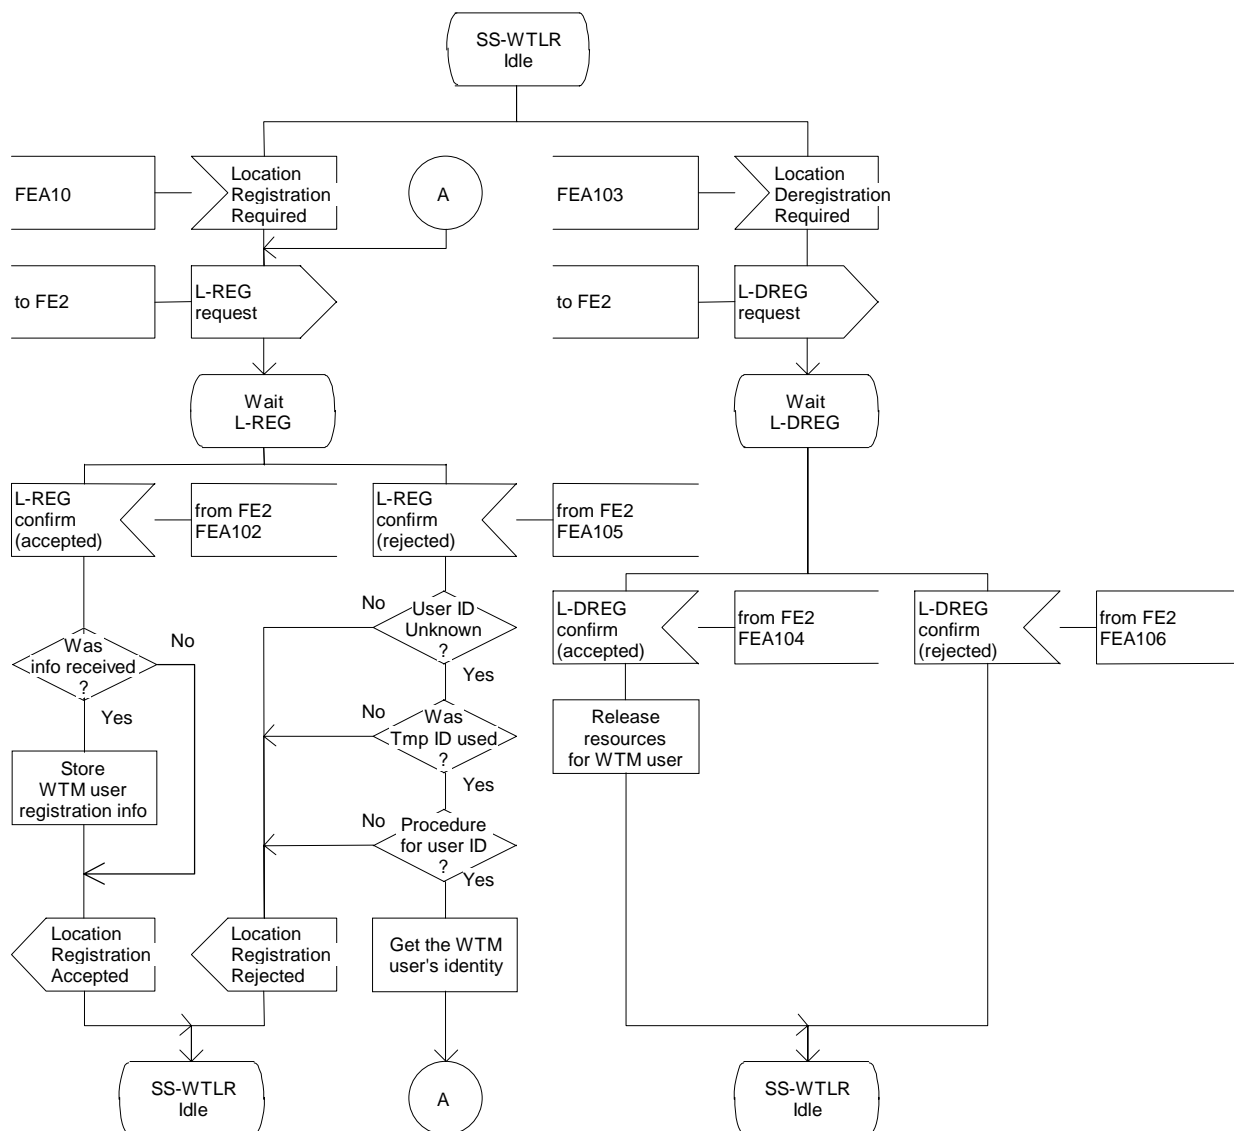 SS-WTLR
Idle
FEA10
Location
Registration
Required
A
FEA103
Location
Deregistration
Required
to FE2
L-REG
request
to FE2
L-DREG
request
Wait
L-REG
Wait
L-DREG
L-REG
confirm
(accepted)
from FE2
FEA102
L-REG
confirm
(rejected)
from FE2
FEA105
No
User ID
Unknown
?
Yes
L-DREG
confirm
(accepted)
from FE2
FEA104
L-DREG
confirm
(rejected)
from FE2
FEA106
Was
info received
?
No
Yes
No
Was
Tmp ID used
?
Yes
Release
resources
for WTM user
Store
WTM user
registration info
No
Procedure
for user ID
?
Yes
Location
Registration
Accepted
Location
Registration
Rejected
Get the WTM
user's identity
SS-WTLR
Idle
A
SS-WTLR
Idle